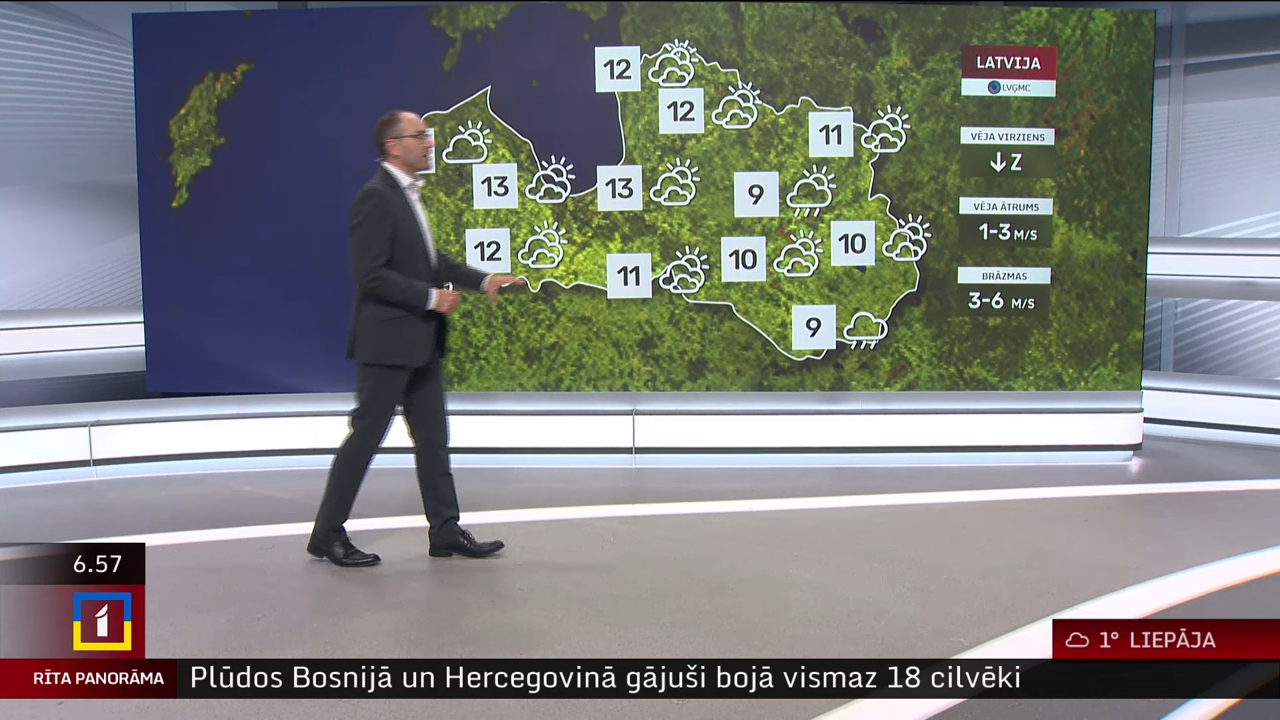 12
LATVIJA
LVĢMC
12
11
VĒJA VIRZIENS
Z
13
13
9
VĒJA ĀTRUMS
1-3 M/S
12
11
10
10
BRĀZMAS
3-6 M/S
9
6.57
1
1° LIEPĀJA
RĪTA PANORĀMA
Plūdos Bosnijā un Hercegovinā gājuši bojā vismaz 18 cilvēki